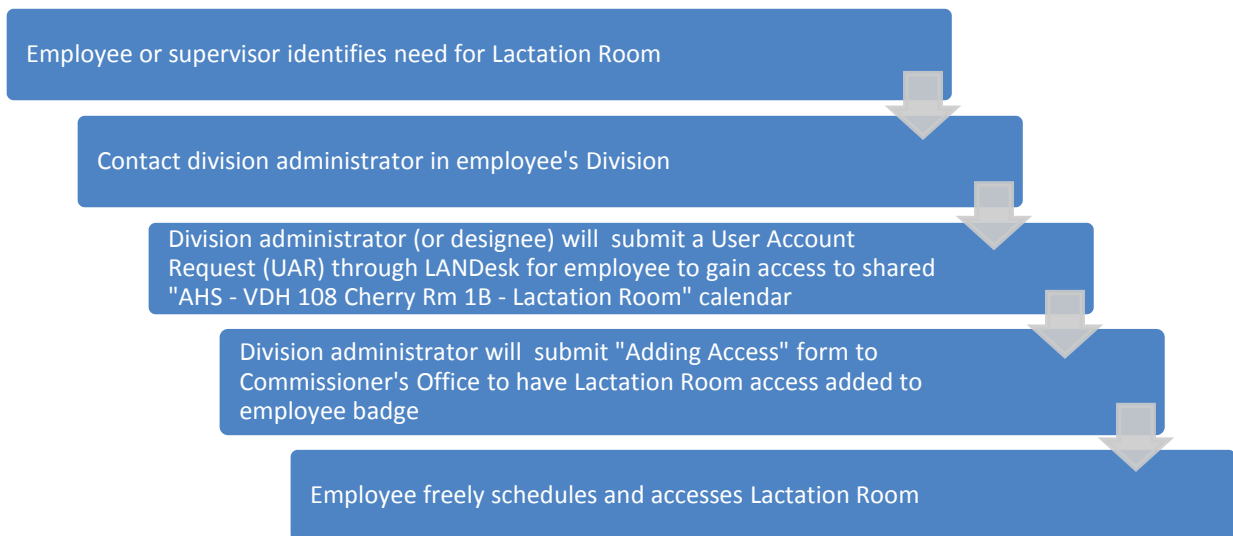 Employee or supervisor identifies need for Lactation Room
Contact division administrator in employee's Division
Division administrator (or designee) will  submit a User Account
Request (UAR) through LANDesk for employee to gain access to shared
"AHS - VDH 108 Cherry Rm 1B - Lactation Room" calendar
Division administrator will  submit "Adding Access" form to
Commissioner's Office to have Lactation Room access added to
employee badge
Employee freely schedules and accesses Lactation Room